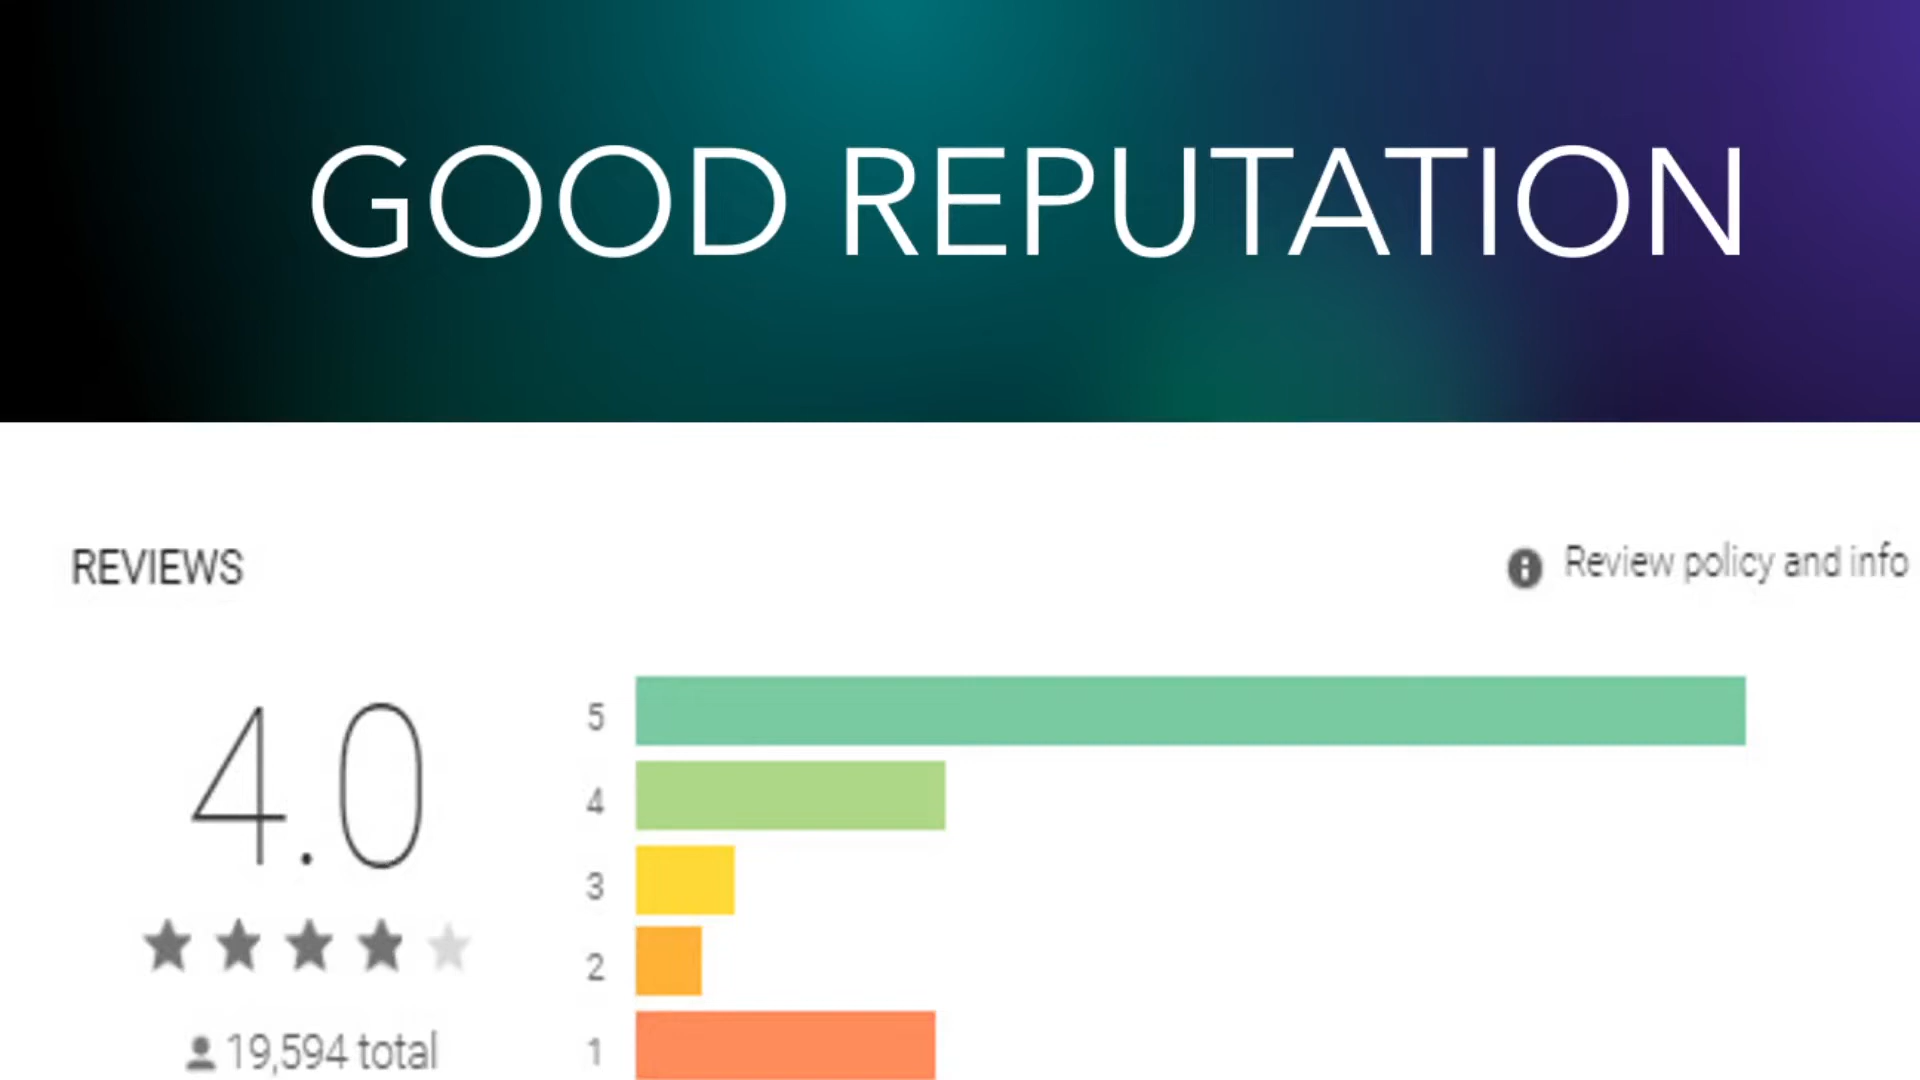 GOOD REPUTATION
REVIEWS
Review policy and info
4.0
5
4
3
2
1
19,594 total